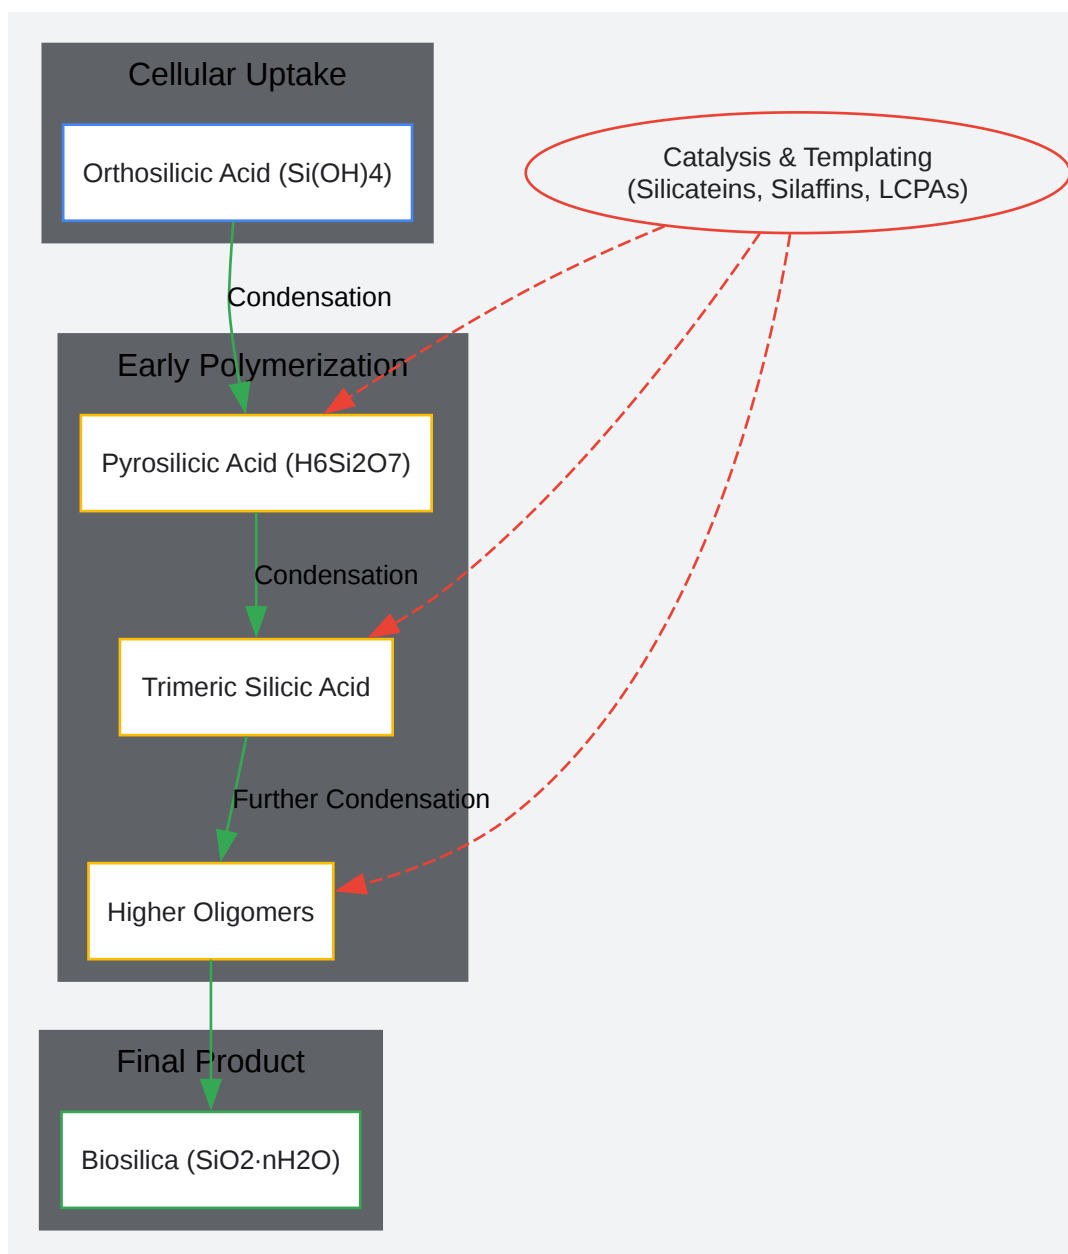 Cellular Uptake
Orthosilicic Acid (Si(OH)4)
Catalysis & Templating
(Silicateins, Silaffins, LCPAs)
Condensation
Early Polymerization
Pyrosilicic Acid (H6Si2O7)
Condensation
Trimeric Silicic Acid
Further Condensation
Higher Oligomers
Final Product
Biosilica (SiO2·nH2O)